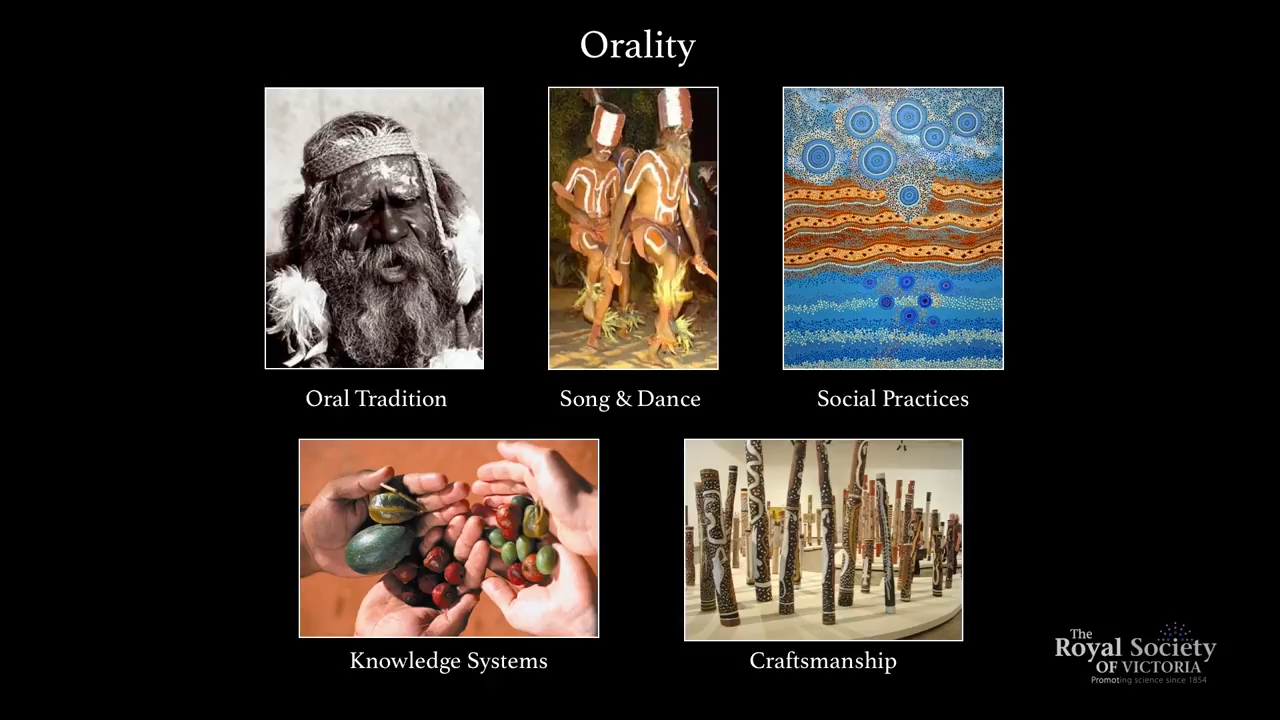 Orality
Oral Tradition
Song & Dance
Social Practices
Knowledge Systems
Craftsmanship
The
Royal Society
OF VICTORIA
Promoting science since 1854